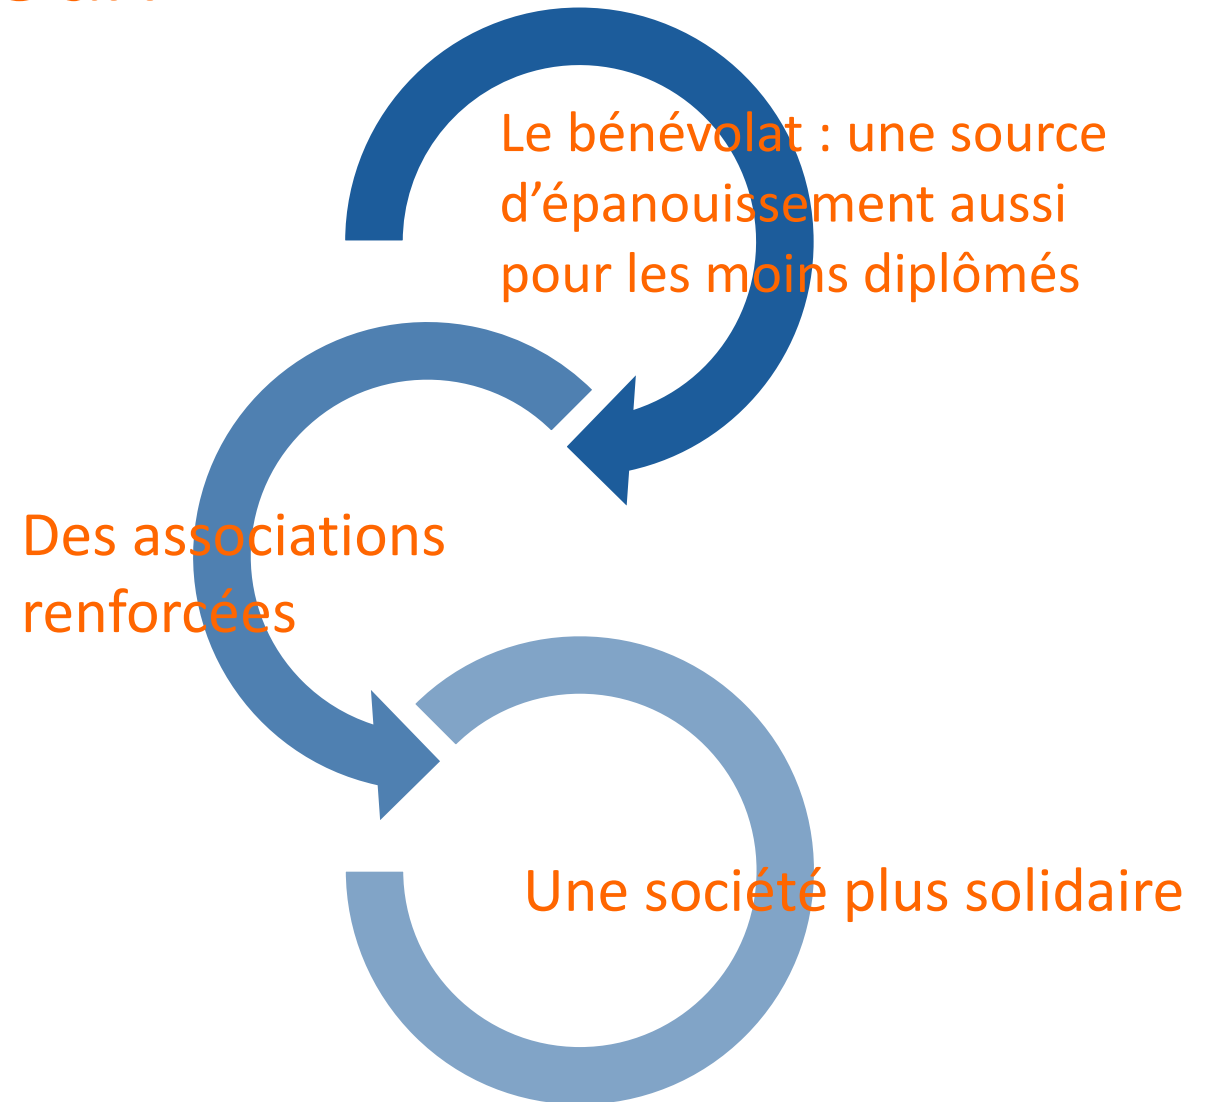 Le bénévolat : une source
d’épanouissement aussi
pour les moins diplômés
Des associations
renforcées
Une société plus solidaire